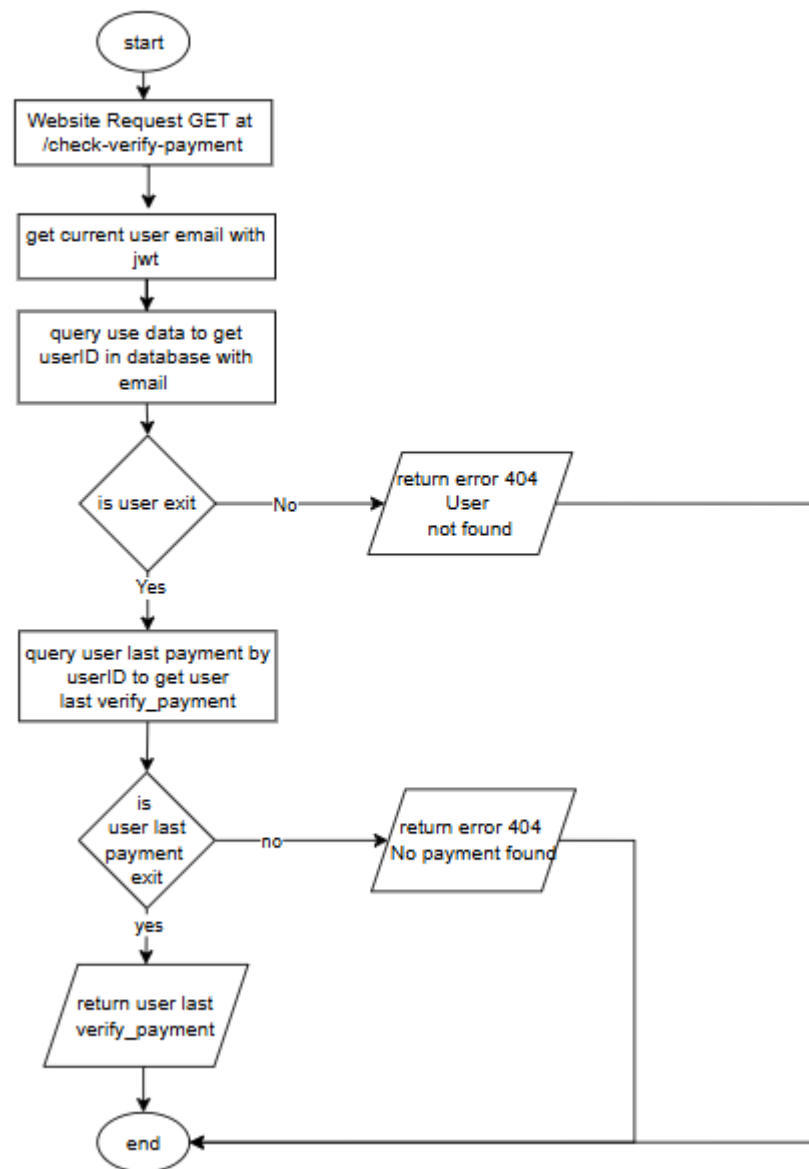 start
Website Request GET at
/check-verify-payment
get current user email with
jwt
query use data to get
userID in database with
email
is user exit
No
return error 404
User
not found
Yes
query user last payment by
userID to get user
last verify_payment
is
user last
payment
exit
no
return error 404
No payment found
yes
return user last
verify_payment
end